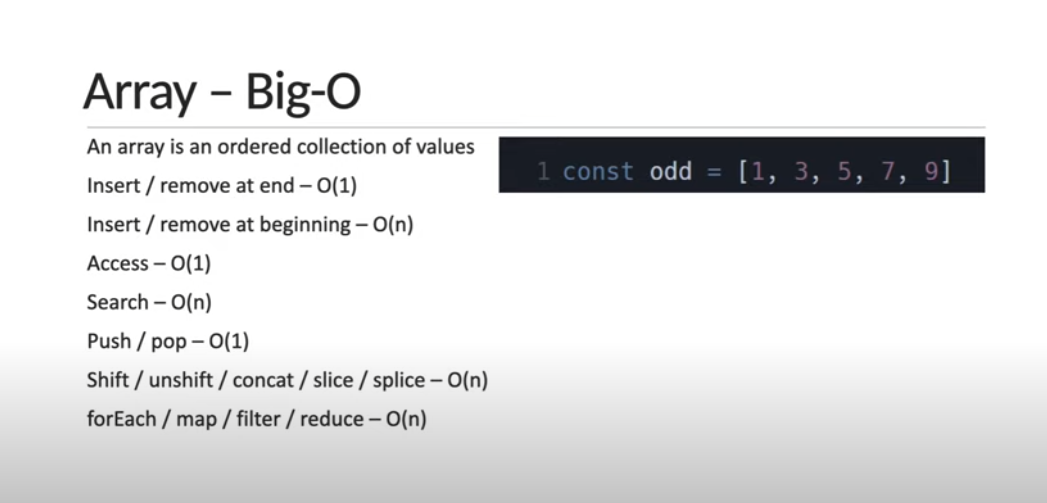 Array – Big-O
An array is an ordered collection of values
1 const odd = [1, 3, 5, 7, 9]
Insert / remove at end – O(1)
Insert / remove at beginning – O(n)
Access – O(1)
Search – O(n)
Push / pop – O(1)
Shift / unshift / concat / slice / splice – O(n)
forEach / map / filter / reduce – O(n)